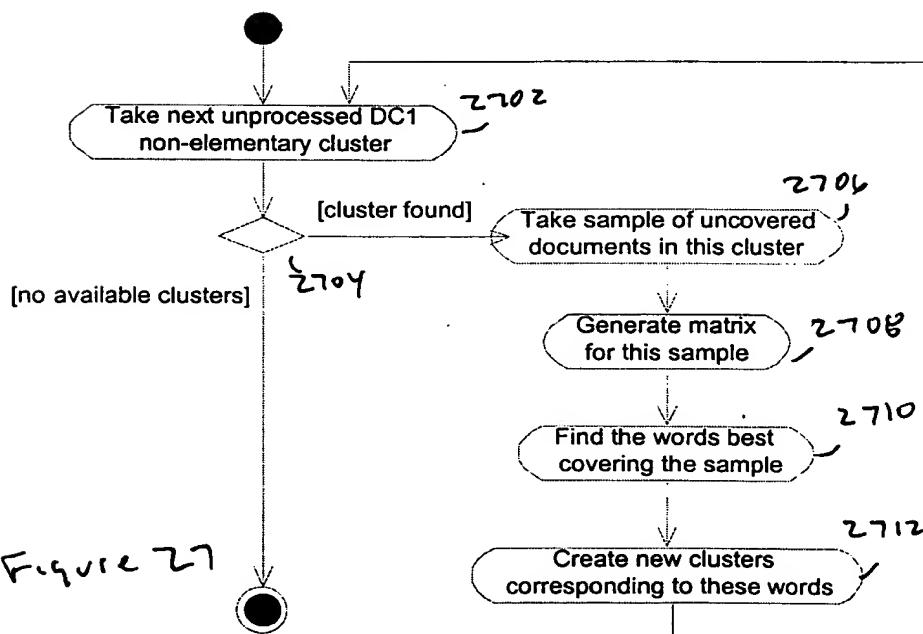 2702
Take next unprocessed DC1
non-elementary cluster
2706
[cluster found]
Take sample of uncovered
documents in this cluster
2704
[no available clusters]
Generate matrix
for this sample
2708
2710
Find the words best
covering the sample
2712
Create new clusters
corresponding to these words
Figure 27